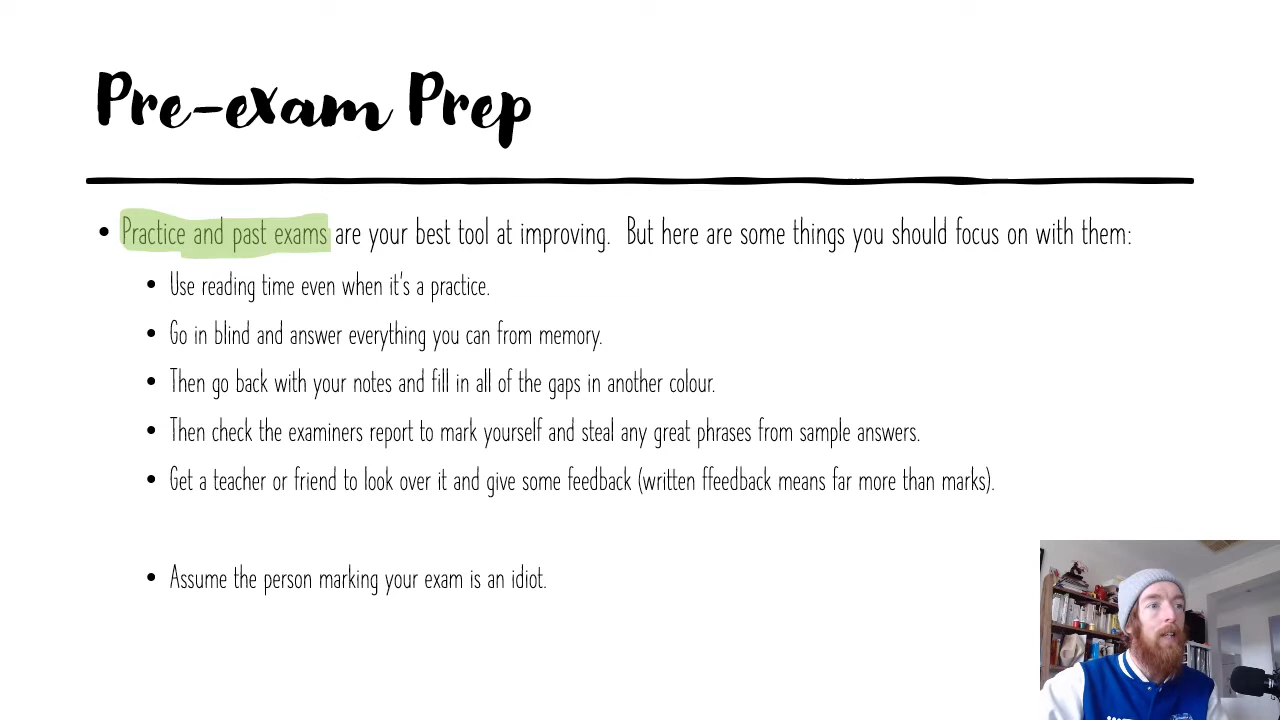 Pre-exam Prep
• Practice and past exams are your best tool at improving.  But here are some things you should focus on with them:
• Use reading time even when it's a practice.
• Go in blind and answer everything you can from memory.
• Then go back with your notes and fill in all of the gaps in another colour.
• Then check the examiners report to mark yourself and steal any great phrases from sample answers.
• Get a teacher or friend to look over it and give some feedback (written ffeedback means far more than marks).
• Assume the person marking your exam is an idiot.